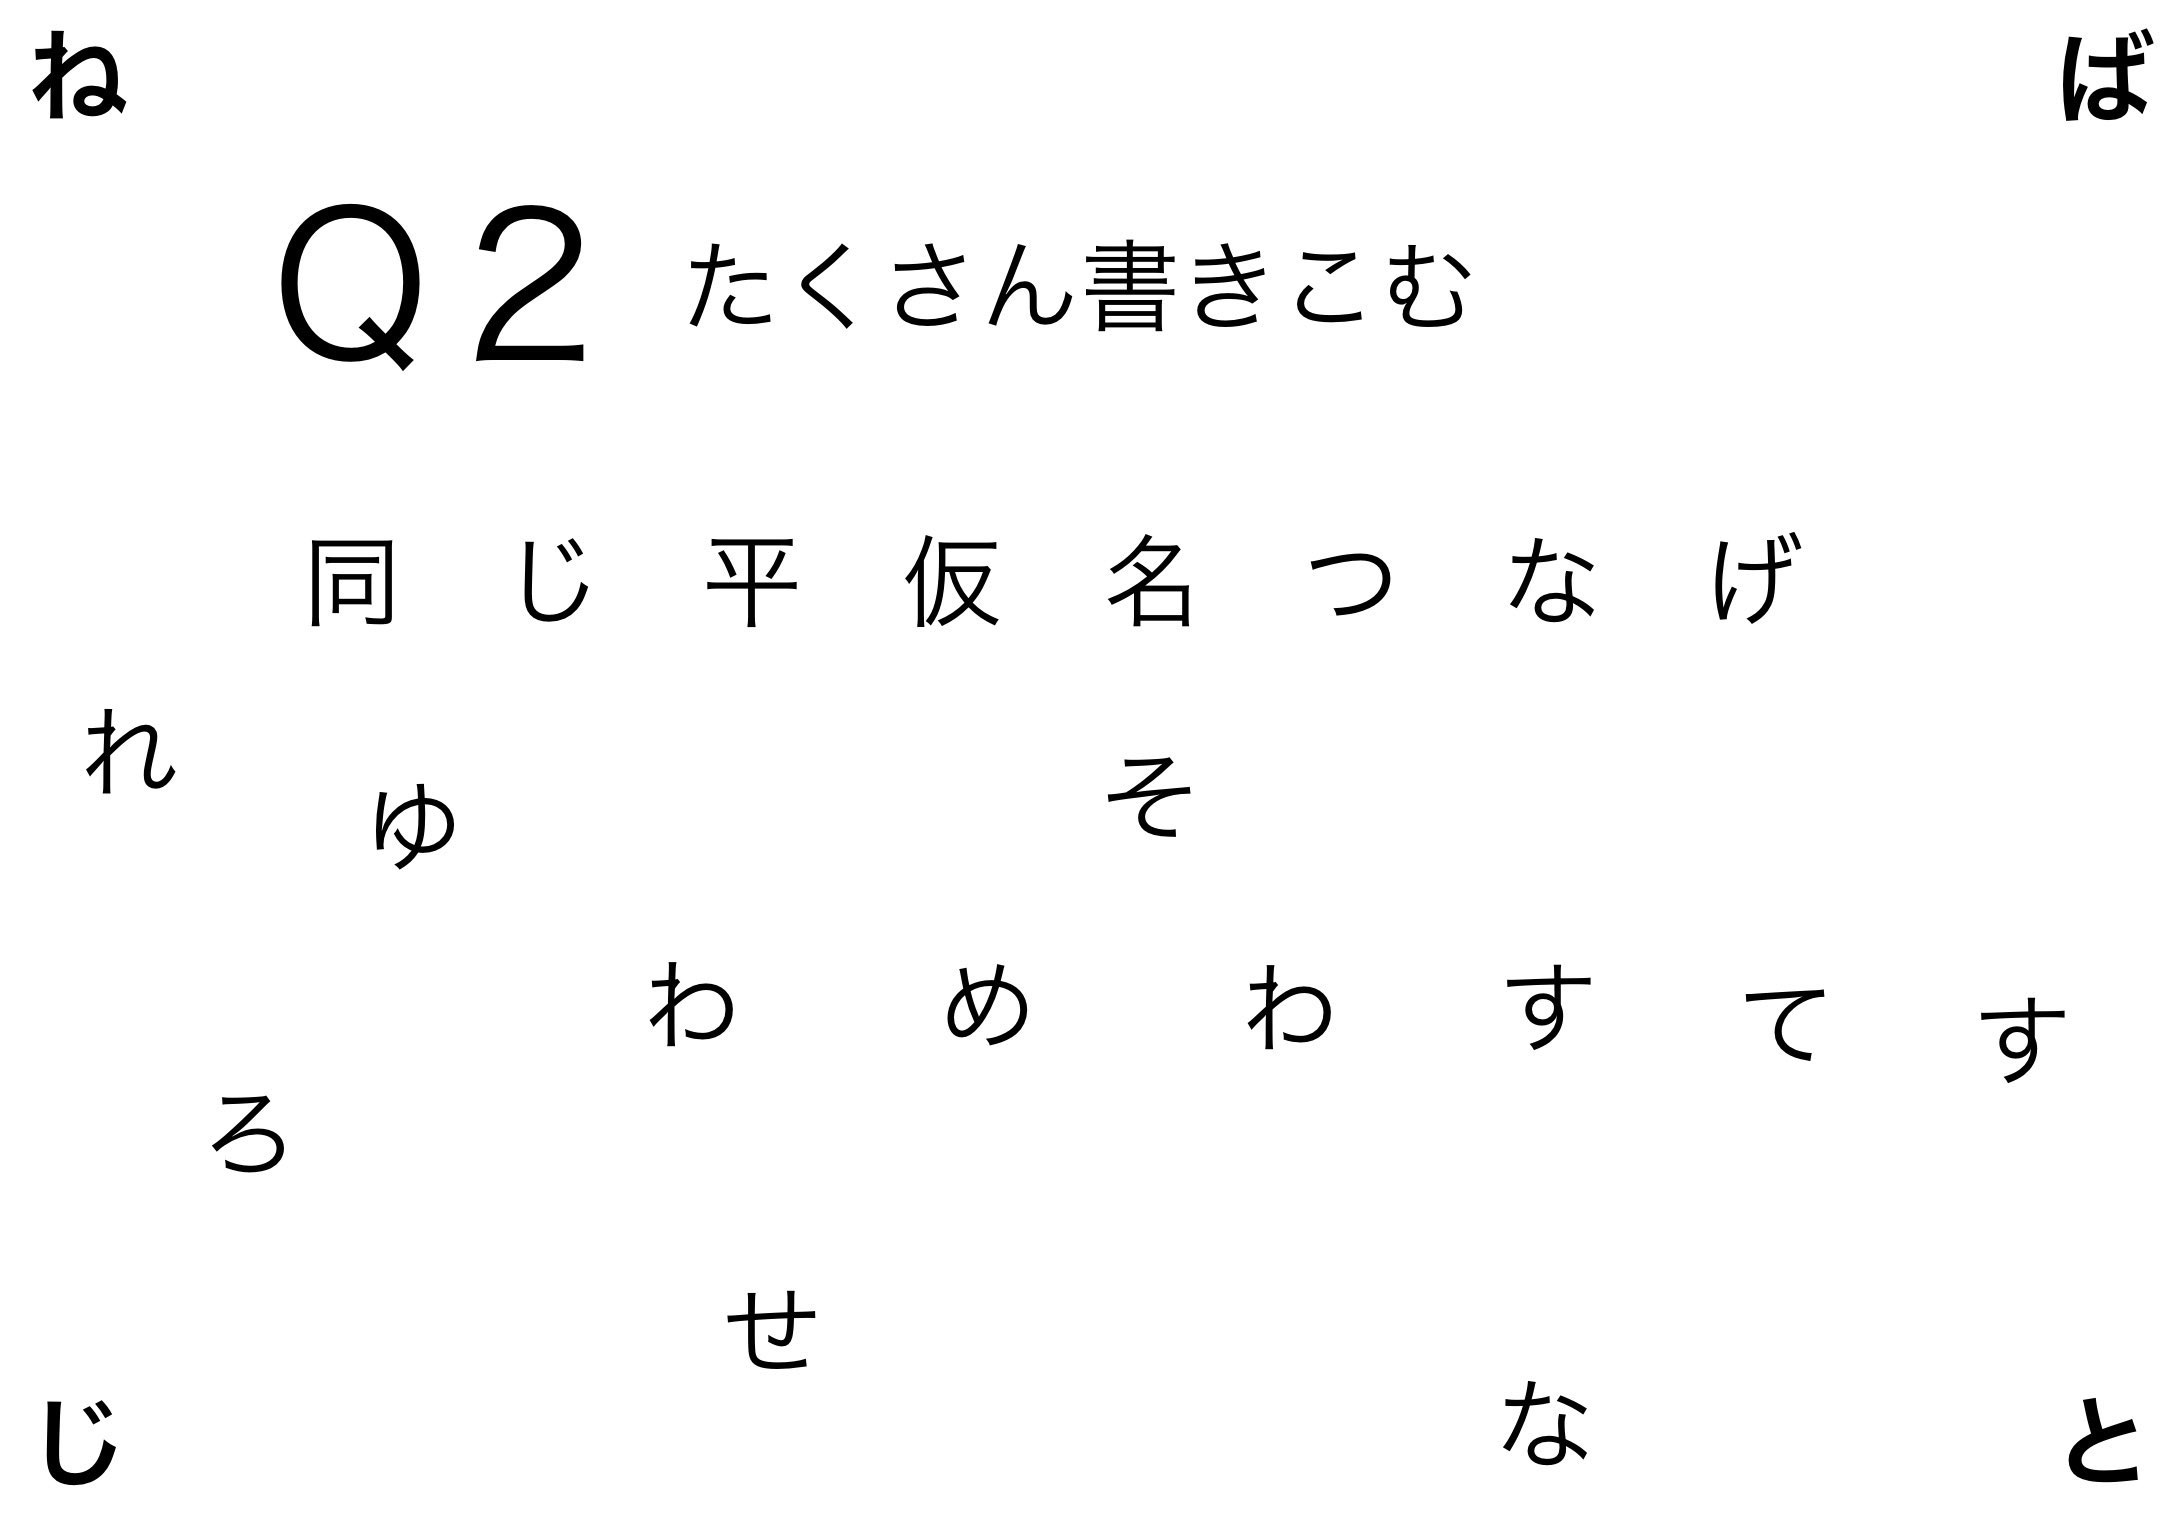 ね ば
Q2 たくさん書きこむ
同じ平仮名つなげ
れ
ゆ そ
わ め わ す て す
ろ
せ
な
じ と